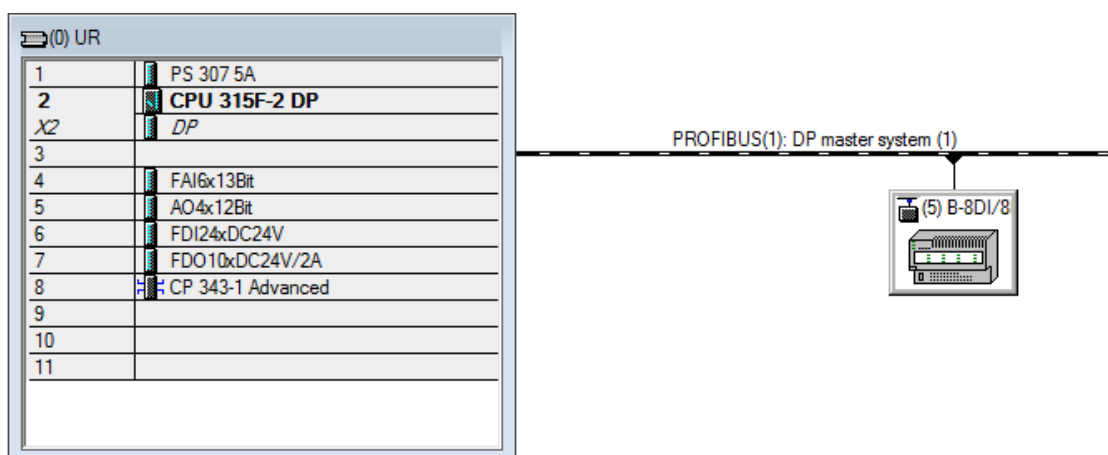 (0) UR
1 PS 307 5A
2 CPU 315F-2 DP
X2 DP
3
4 FAI6x13Bit
5 AO4x12Bit
6 FDI24xDC24V
7 FDO10xDC24V/2A
8 CP 343-1 Advanced
9
10
11
PROFIBUS(1): DP master system (1)
(5) B-8DI/8